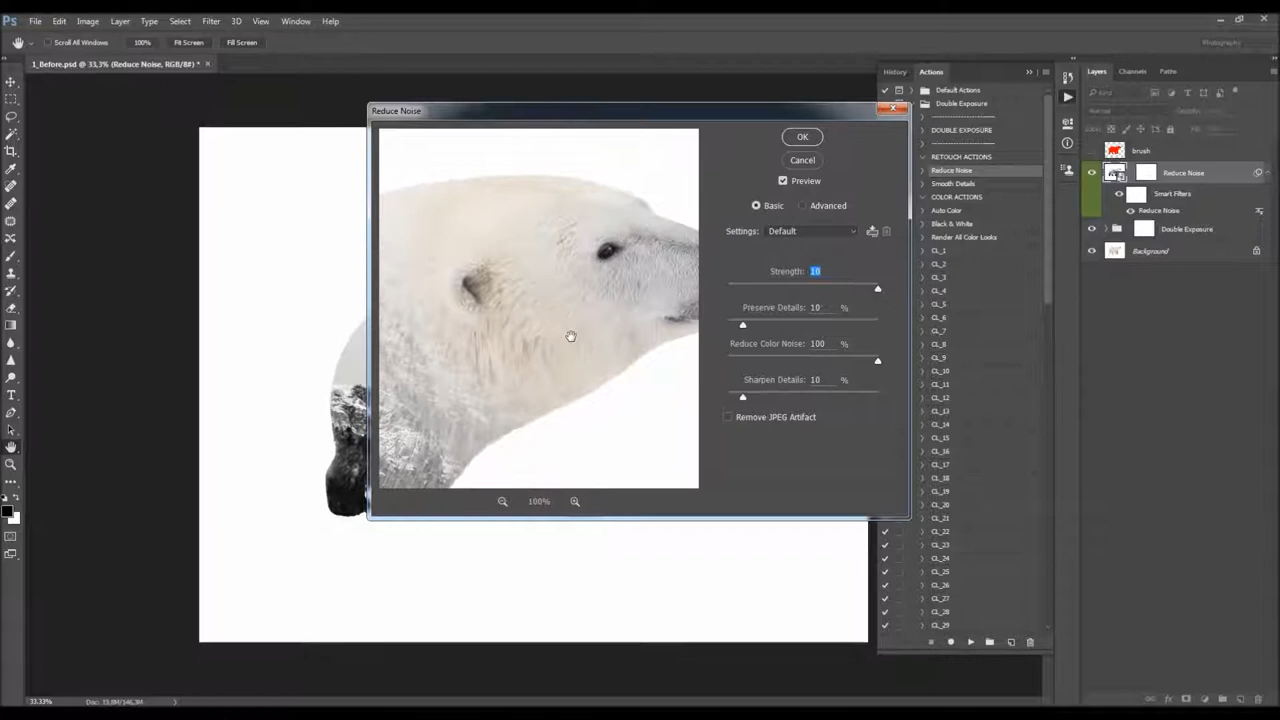 Ps File Edit Image Layer Type Select Filter 3D View Window Help
Scroll All Windows 100% Fit Screen Fill Screen Photography
1_Before.psd @ 33,3% (Reduce Noise, RGB/8#) * ×
Reduce Noise
OK
Cancel
Preview
Basic Advanced
Settings: Default
Strength: 10
Preserve Details: 10 %
Reduce Color Noise: 100 %
Sharpen Details: 10 %
Remove JPEG Artifact
100%
History Actions
Default Actions
Double Exposure
--------------------
DOUBLE EXPOSURE
--------------------
RETOUCH ACTIONS
Reduce Noise
Smooth Details
COLOR ACTIONS
Auto Color
Black & White
Render All Color Looks
CL_1
CL_2
CL_3
CL_4
CL_5
CL_6
CL_7
CL_8
CL_9
CL_10
CL_11
CL_12
CL_13
CL_14
CL_15
CL_16
CL_17
CL_18
CL_19
CL_20
CL_21
CL_22
CL_23
CL_24
CL_25
CL_26
CL_27
CL_28
CL_29
Layers Channels Paths
Kind
Normal Opacity:
Lock:
brush
Reduce Noise
Smart Filters
Reduce Noise
Double Exposure
Background
fx
33.33% Doc: 15,8M/146,3M